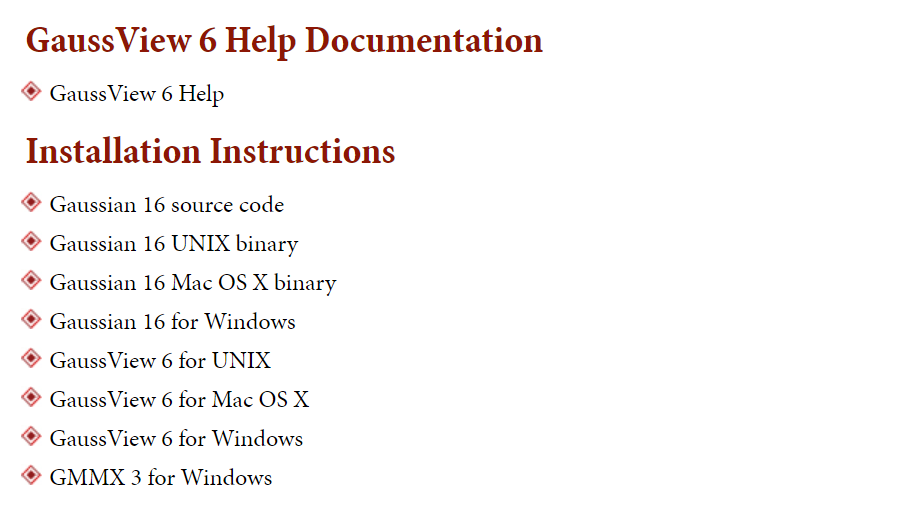 GaussView 6 Help Documentation
GaussView 6 Help
Installation Instructions
Gaussian 16 source code
Gaussian 16 UNIX binary
Gaussian 16 Mac OS X binary
Gaussian 16 for Windows
GaussView 6 for UNIX
GaussView 6 for Mac OS X
GaussView 6 for Windows
GMMX 3 for Windows